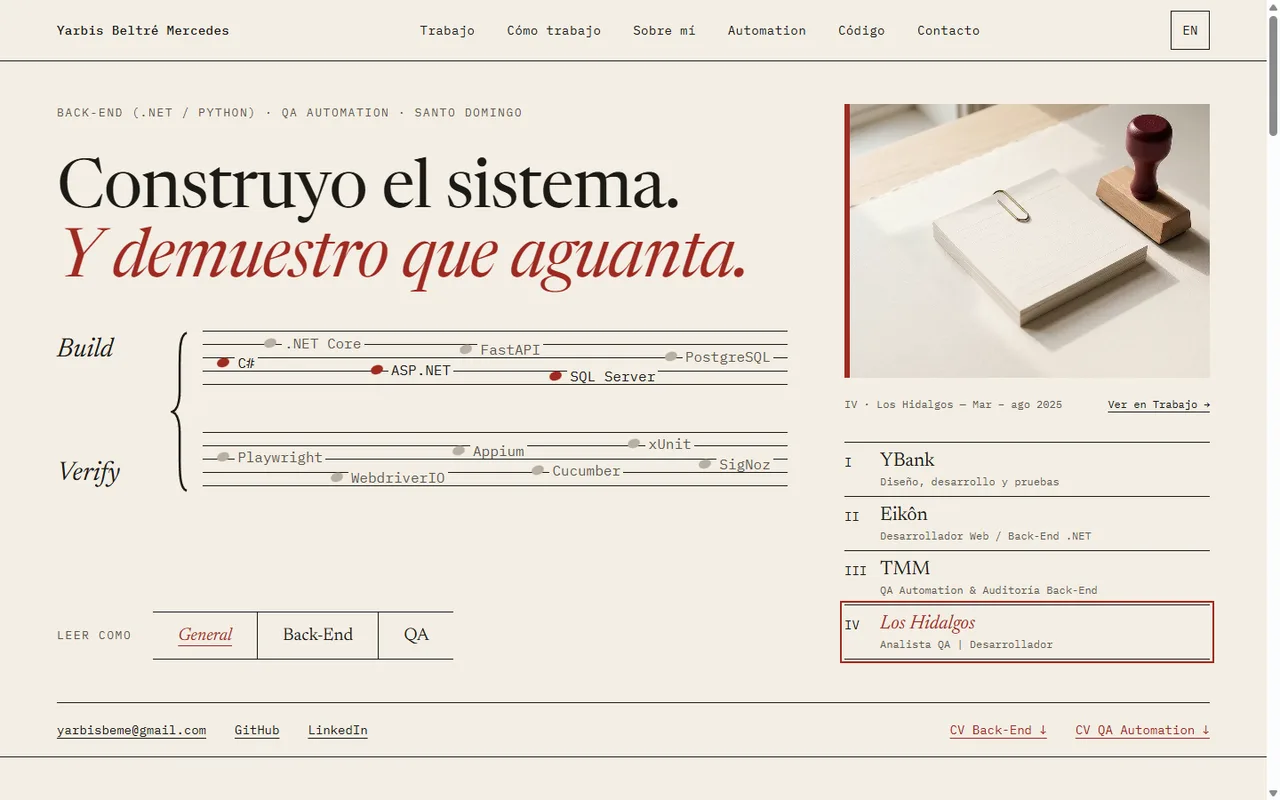 Yarbis Beltré Mercedes
Trabajo Cómo trabajo Sobre mí Automation Código Contacto
EN
BACK-END (.NET / PYTHON) · QA AUTOMATION · SANTO DOMINGO
Construyo el sistema.
Y demuestro que aguanta.
Build
.NET Core FastAPI PostgreSQL
C# ASP.NET SQL Server
Verify
Playwright Appium xUnit SigNoz
WebdriverIO Cucumber
LEER COMO General Back-End QA
IV · Los Hidalgos — Mar – ago 2025 Ver en Trabajo →
I YBank
Diseño, desarrollo y pruebas
II Eikôn
Desarrollador Web / Back-End .NET
III TMM
QA Automation & Auditoría Back-End
IV Los Hidalgos
Analista QA | Desarrollador
yarbisbeme@gmail.com GitHub LinkedIn
CV Back-End ↓ CV QA Automation ↓